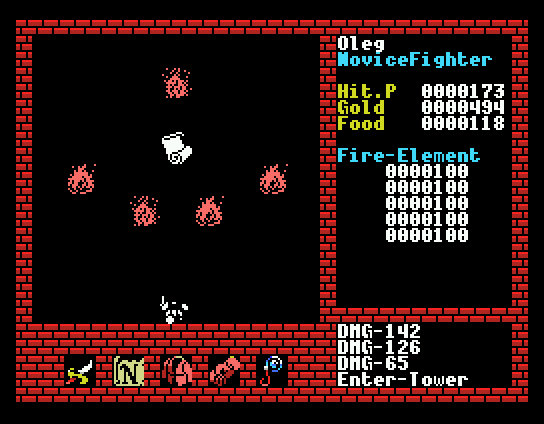 Oleg
NoviceFighter
Hit.P 0000173
Gold 0000494
Food 0000118
Fire-Element
0000100
0000100
0000100
0000100
0000100
DMG-142
DMG-126
DMG-65
Enter-Tower
N